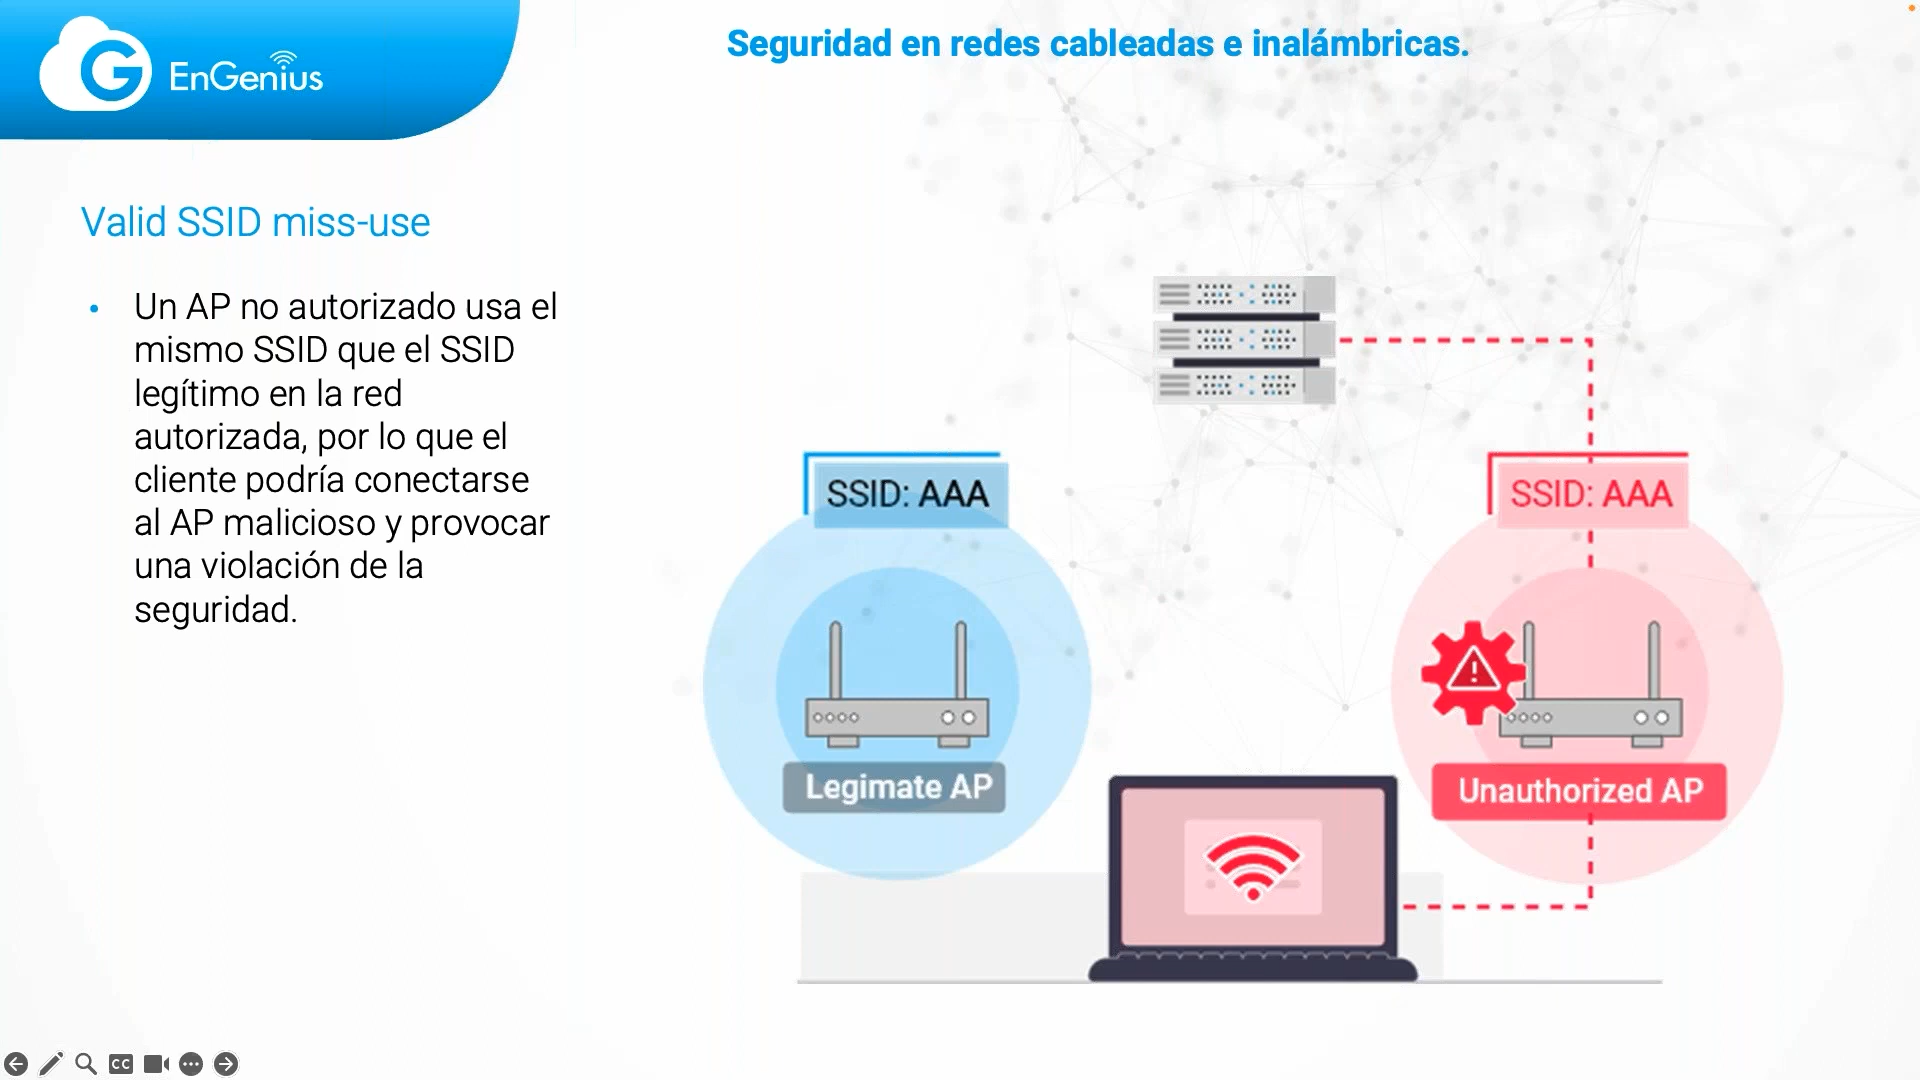 EnGenius
Seguridad en redes cableadas e inalámbricas.
Valid SSID miss-use
• Un AP no autorizado usa el
mismo SSID que el SSID
legítimo en la red
autorizada, por lo que el
cliente podría conectarse
al AP malicioso y provocar
una violación de la
seguridad.
SSID: AAA
SSID: AAA
Legimate AP
Unauthorized AP
CC